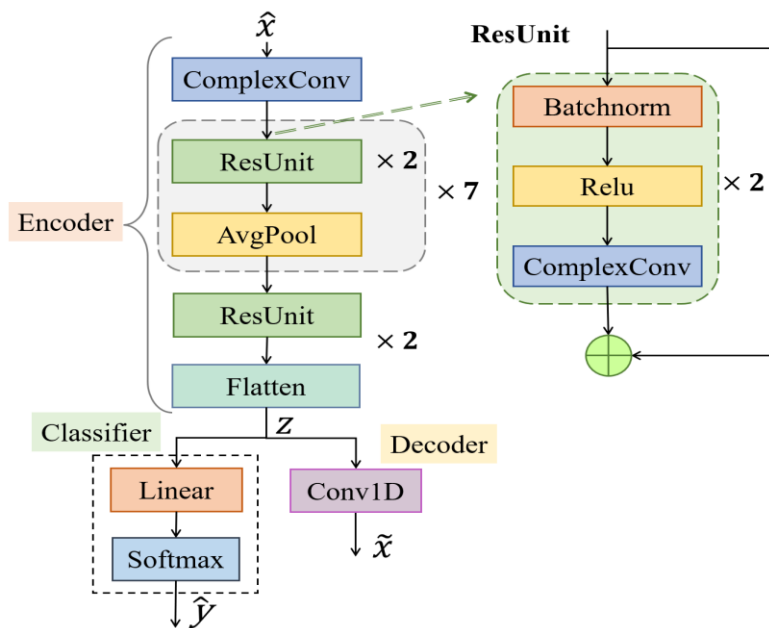 x̂
ComplexConv
ResUnit
× 2
× 7
AvgPool
Encoder
ResUnit
× 2
Flatten
Classifier
z
Decoder
Linear
Conv1D
Softmax
x̃
ŷ
ResUnit
Batchnorm
Relu
× 2
ComplexConv